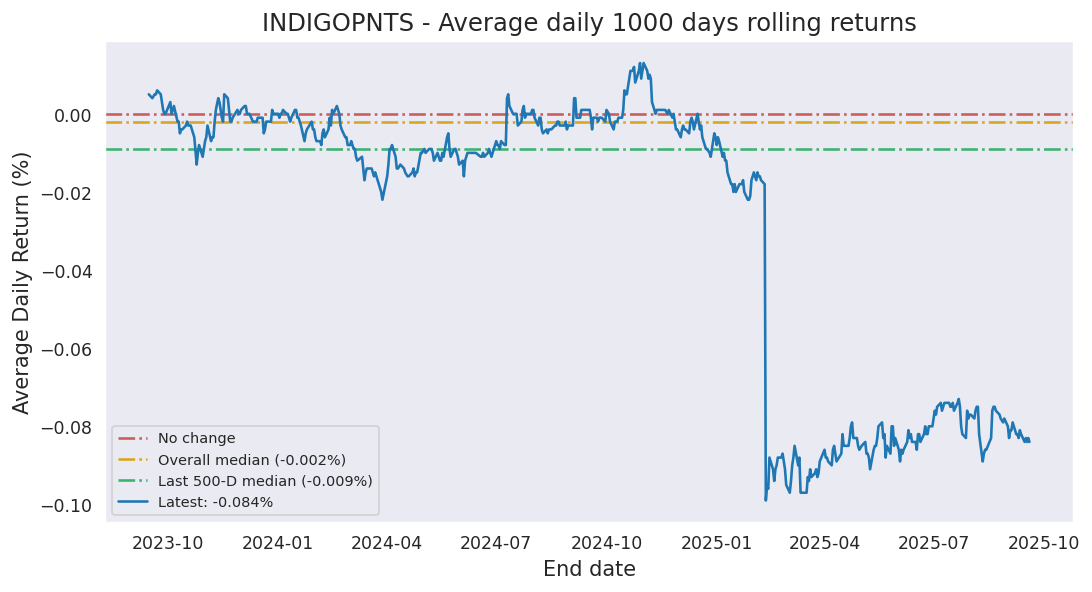 INDIGOPNTS - Average daily 1000 days rolling returns
Average Daily Return (%)
0.00
−0.02
−0.04
−0.06
−0.08
−0.10
No change
Overall median (-0.002%)
Last 500-D median (-0.009%)
Latest: -0.084%
2023-10 2024-01 2024-04 2024-07 2024-10 2025-01 2025-04 2025-07 2025-10
End date